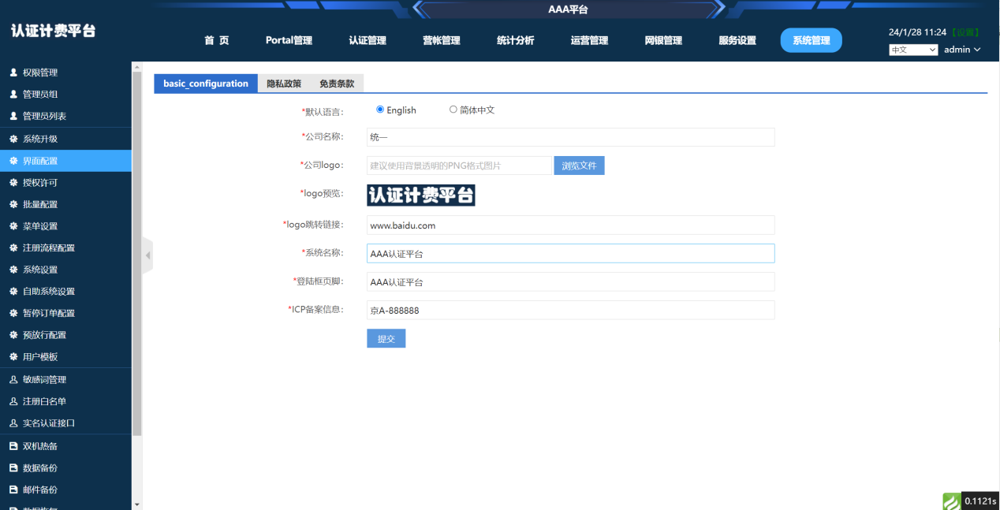 AAA平台
认证计费平台
首 页 Portal管理 认证管理 营帐管理 统计分析 运营管理 网银管理 服务设置 系统管理
24/1/28 11:24【设置】
中文 admin
权限管理
管理员组
管理员列表
系统升级
界面配置
授权许可
批量配置
菜单设置
注册流程配置
系统设置
自助系统设置
暂停订单配置
预放行配置
用户模板
敏感词管理
注册白名单
实名认证接口
双机热备
数据备份
邮件备份
basic_configuration 隐私政策 免责条款
*默认语言: English 简体中文
*公司名称: 统一
*公司logo: 建议使用背景透明的PNG格式图片 浏览文件
*logo预览: 认证计费平台
*logo跳转链接: www.baidu.com
*系统名称: AAA认证平台
*登陆框页脚: AAA认证平台
*ICP备案信息: 京A-888888
提交
0.1121s